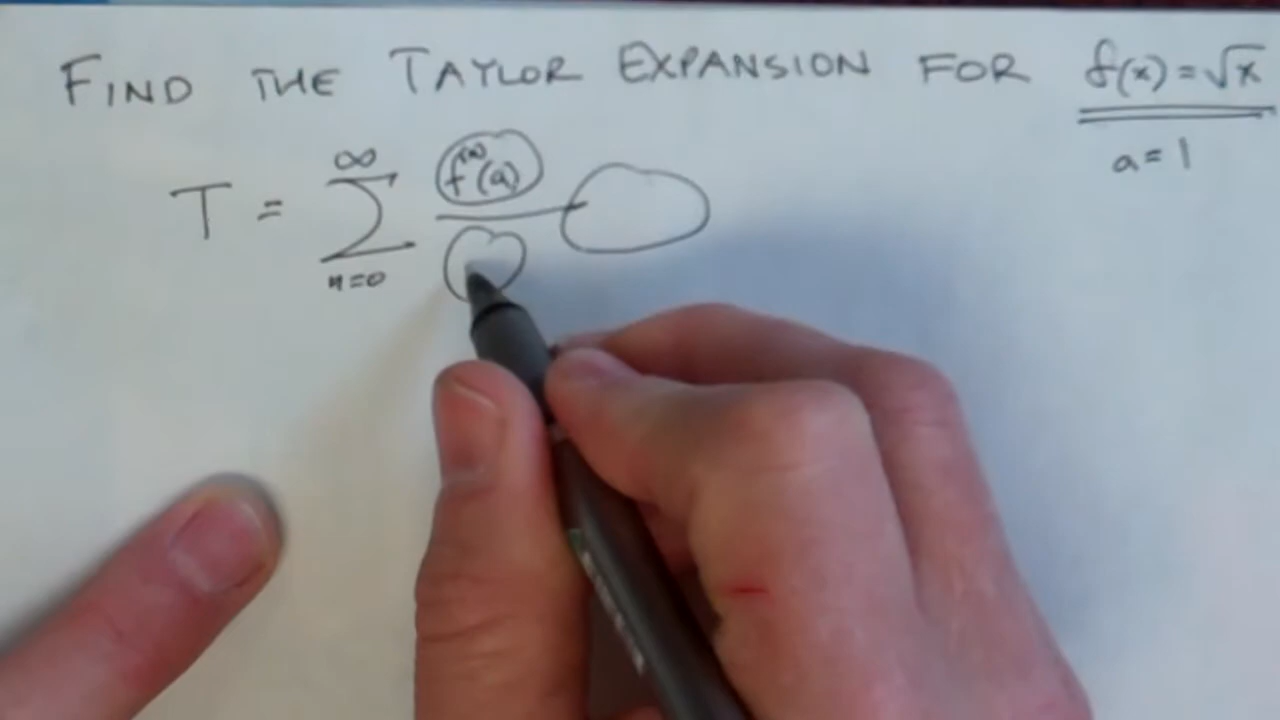 FIND THE TAYLOR EXPANSION FOR f(x) = √x
a = 1
T = ∞ Σ n=0 f⁽ⁿ⁾(a)